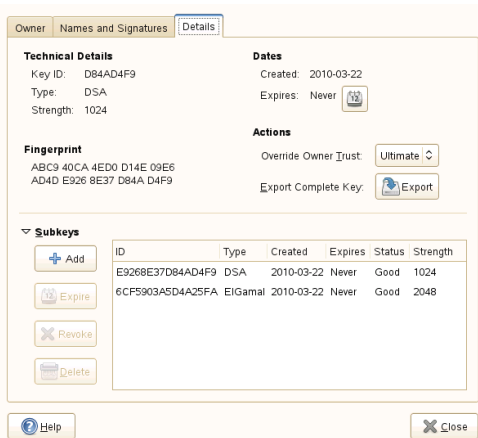 Owner Names and Signatures Details
Technical Details
Key ID: D84AD4F9
Type: DSA
Strength: 1024
Fingerprint
ABC9 40CA 4ED0 D14E 09E6
AD4D E926 8E37 D84A D4F9
Dates
Created: 2010-03-22
Expires: Never 12
Actions
Override Owner Trust: Ultimate
Export Complete Key: Export
Subkeys
Add
Expire
Revoke
Delete
ID Type Created Expires Status Strength
E9268E37D84AD4F9 DSA 2010-03-22 Never Good 1024
6CF5903A5D4A25FA ElGamal 2010-03-22 Never Good 2048
Help
Close